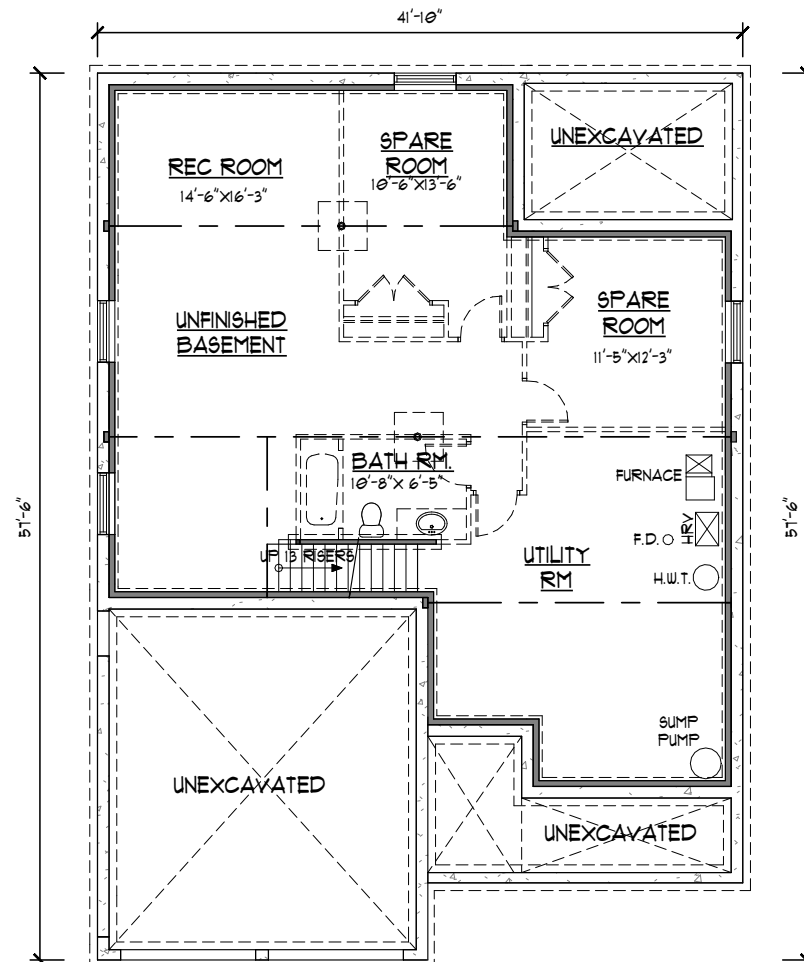 41'-10"
UNEXCAVATED
SPARE
ROOM
10'-6"X13'-6"
REC ROOM
14'-6"X16'-3"
UNFINISHED
BASEMENT
SPARE
ROOM
11'-5"X12'-3"
BATH RM.
10'-8"X 6'-5"
FURNACE
57'-6"
57'-6"
HRV
F.D.
UP 13 RISERS
UTILITY
RM
H.W.T.
SUMP
PUMP
UNEXCAVATED
UNEXCAVATED